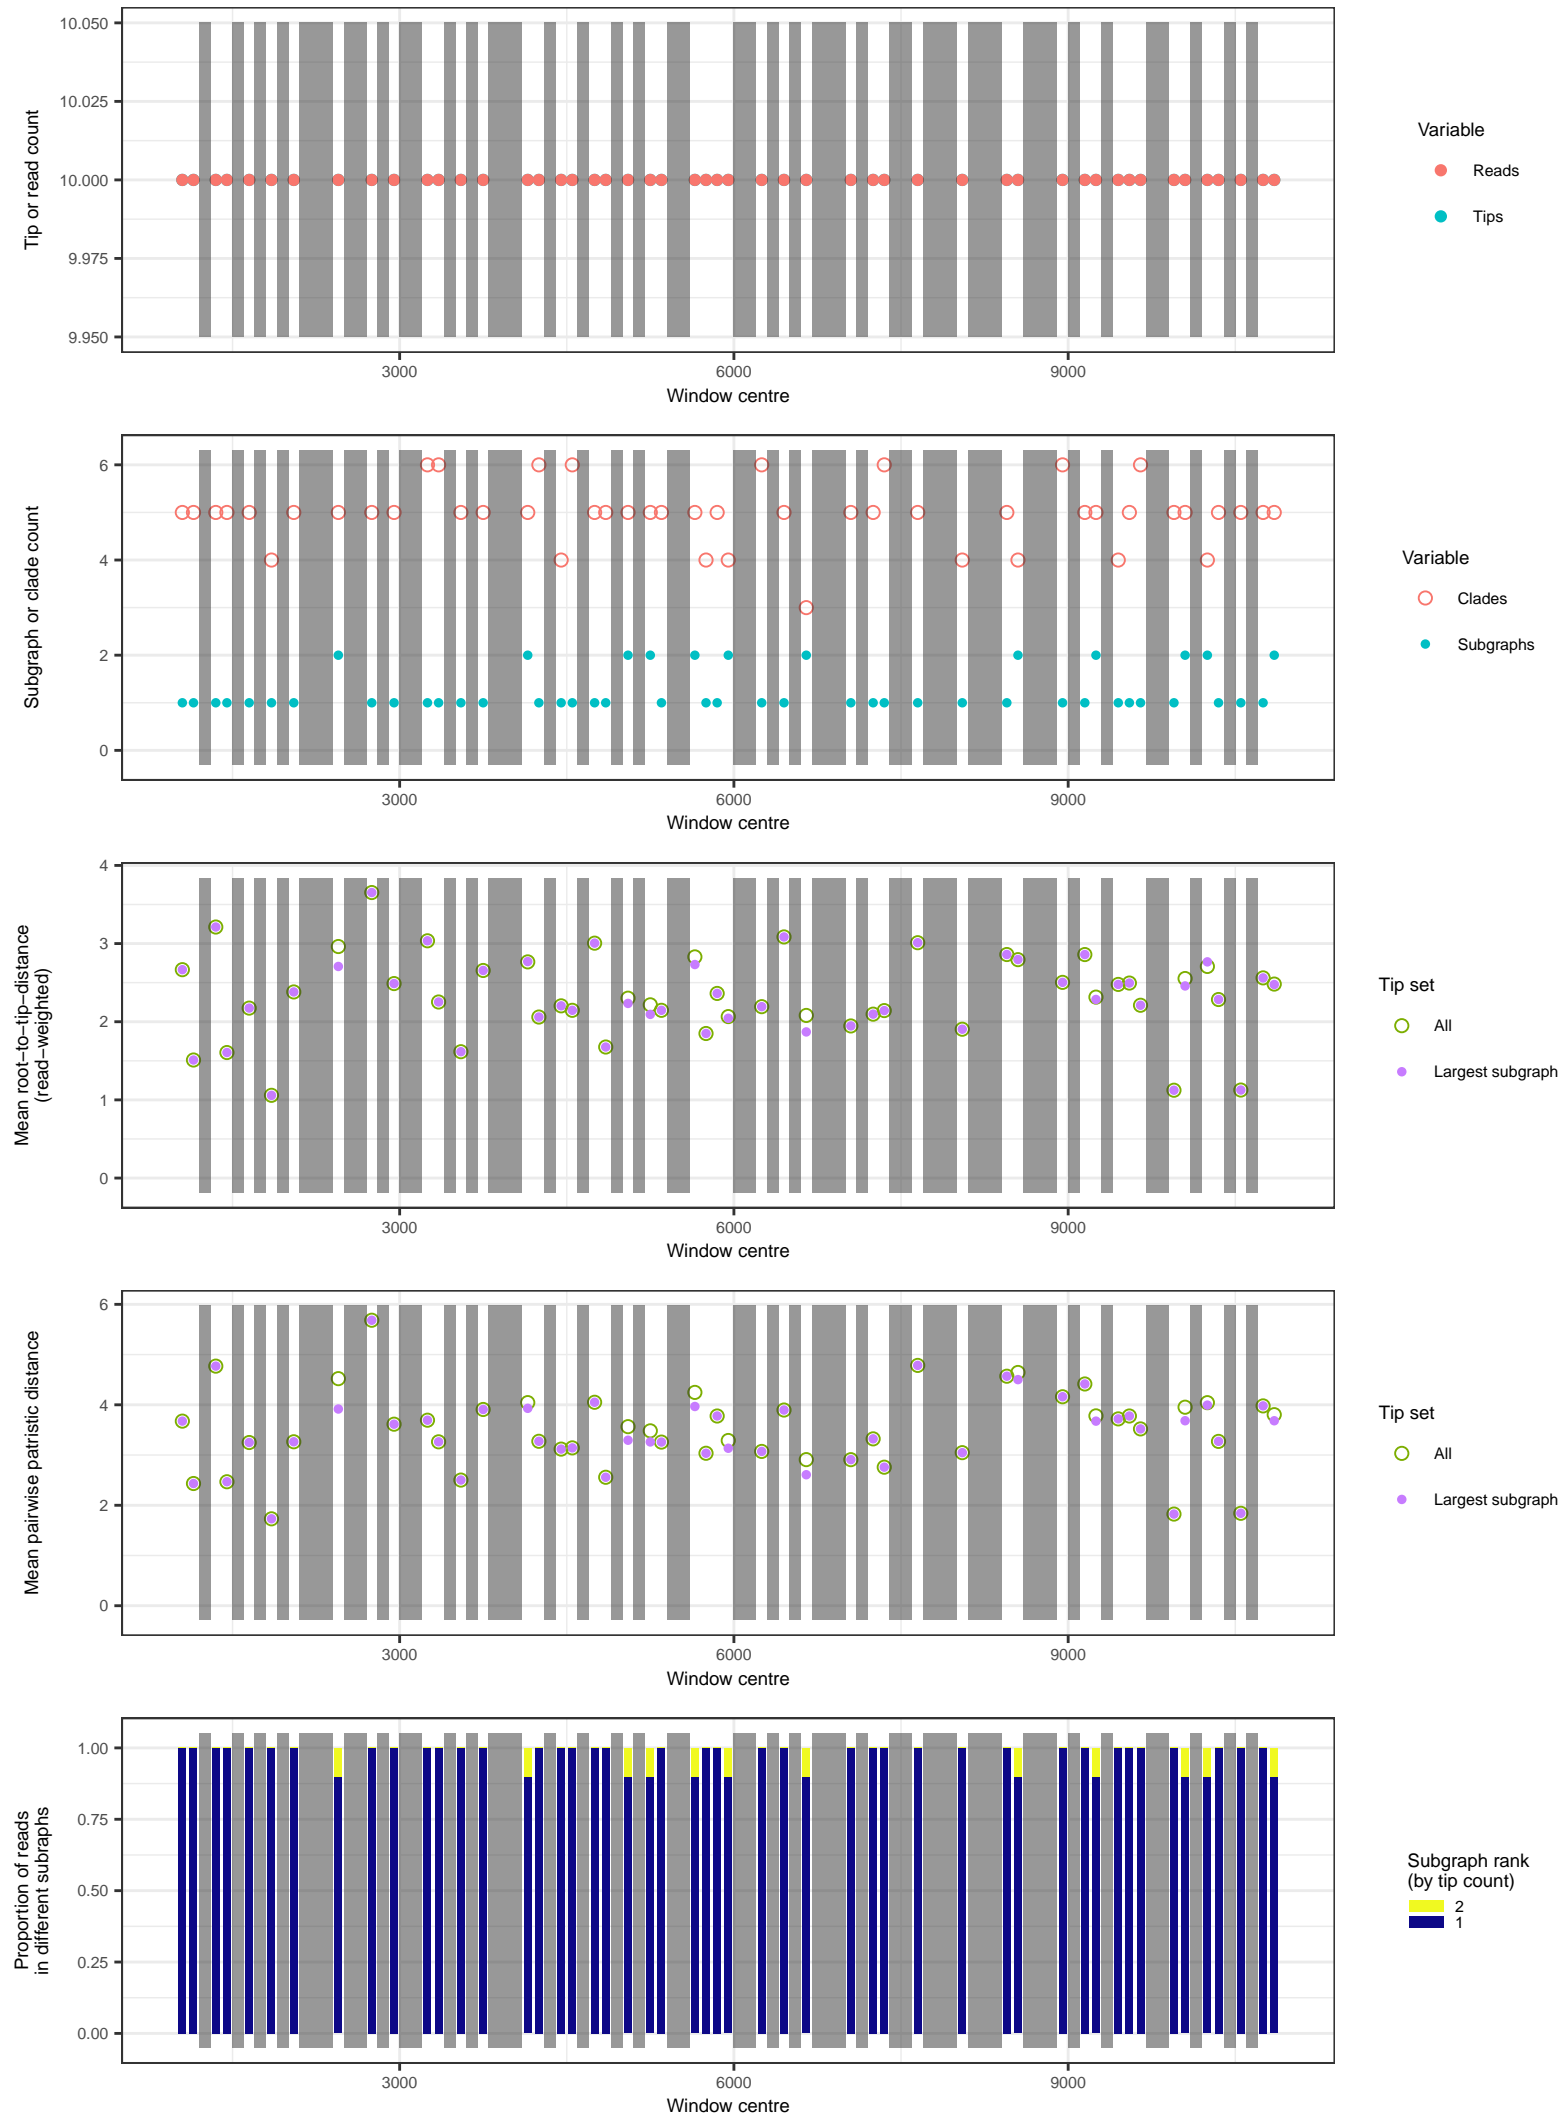 10.050
10.025
10.000
9.975
9.950
Tip or read count
3000
6000
9000
Window centre
Variable
Reads
Tips
6
4
2
0
Subgraph or clade count
3000
6000
9000
Window centre
Variable
Clades
Subgraphs
4
3
2
1
0
Mean root−to−tip−distance
(read−weighted)
3000
6000
9000
Window centre
Tip set
All
Largest subgraph
6
4
2
0
Mean pairwise patristic distance
3000
6000
9000
Window centre
Tip set
All
Largest subgraph
1.00
0.75
0.50
0.25
0.00
Proportion of reads
in different subraphs
3000
6000
9000
Window centre
Subgraph rank
(by tip count)
2
1